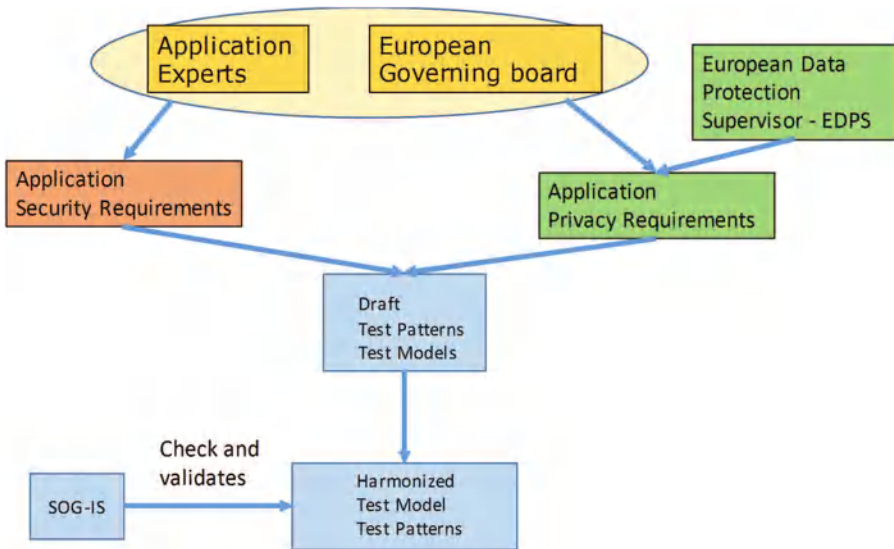 Application
Experts
European
Governing board
European Data
Protection
Supervisor - EDPS
Application
Security Requirements
Application
Privacy Requirements
Draft
Test Patterns
Test Models
Check and
validates
SOG-IS
Harmonized
Test Model
Test Patterns